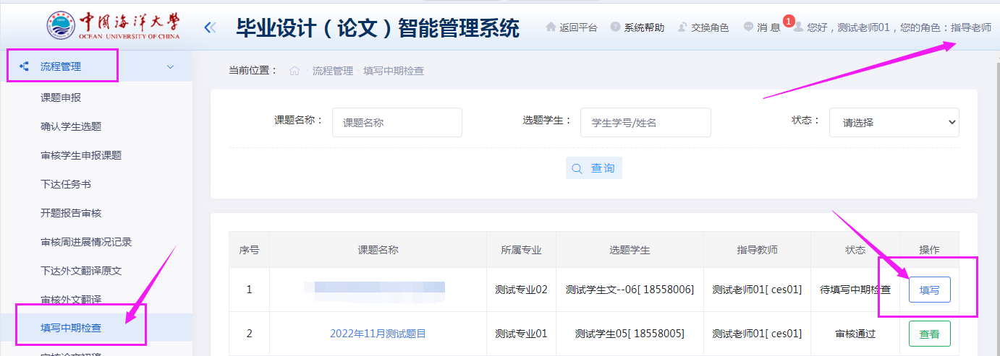 中国海洋大学
OCEAN UNIVERSITY OF CHINA
毕业设计（论文）智能管理系统
返回平台 系统帮助 交换角色 消息 1 您好，测试老师01，您的角色：指导老师
流程管理
课题申报
确认学生选题
审核学生申报课题
下达任务书
开题报告审核
审核周进展情况记录
下达外文翻译原文
审核外文翻译
填写中期检查
当前位置： 流程管理 填写中期检查
课题名称： 课题名称 选题学生： 学生学号/姓名 状态： 请选择
查询
序号 课题名称 所属专业 选题学生 指导教师 状态 操作
1 测试专业02 测试学生文--06[ 18558006] 测试老师01[ ces01] 待填写中期检查 填写
2 2022年11月测试题目 测试专业01 测试学生05[ 18558005] 测试老师01[ ces01] 审核通过 查看